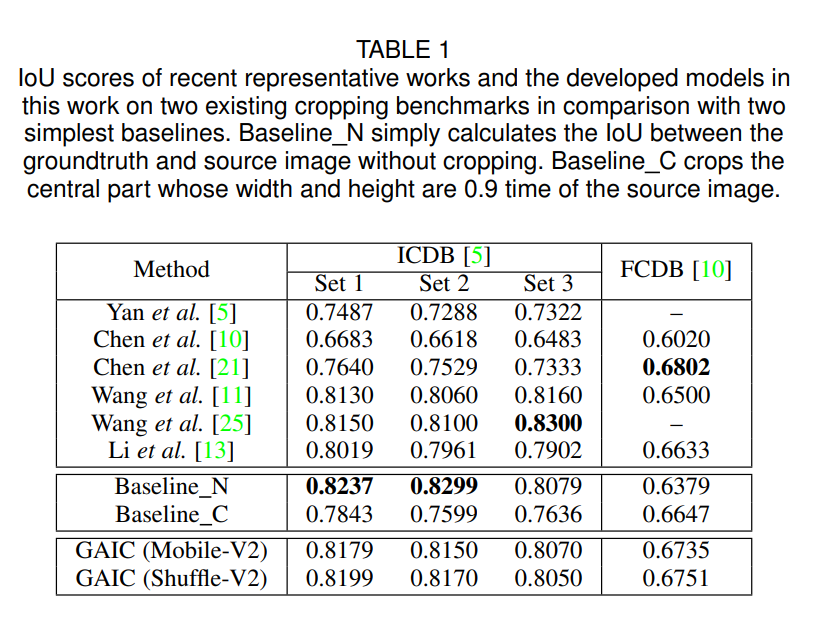 TABLE 1
IoU scores of recent representative works and the developed models in
this work on two existing cropping benchmarks in comparison with two
simplest baselines. Baseline_N simply calculates the IoU between the
groundtruth and source image without cropping. Baseline_C crops the
central part whose width and height are 0.9 time of the source image.
Method ICDB [5] FCDB [10]
Set 1 Set 2 Set 3
Yan et al. [5] 0.7487 0.7288 0.7322 –
Chen et al. [10] 0.6683 0.6618 0.6483 0.6020
Chen et al. [21] 0.7640 0.7529 0.7333 0.6802
Wang et al. [11] 0.8130 0.8060 0.8160 0.6500
Wang et al. [25] 0.8150 0.8100 0.8300 –
Li et al. [13] 0.8019 0.7961 0.7902 0.6633
Baseline_N 0.8237 0.8299 0.8079 0.6379
Baseline_C 0.7843 0.7599 0.7636 0.6647
GAIC (Mobile-V2) 0.8179 0.8150 0.8070 0.6735
GAIC (Shuffle-V2) 0.8199 0.8170 0.8050 0.6751